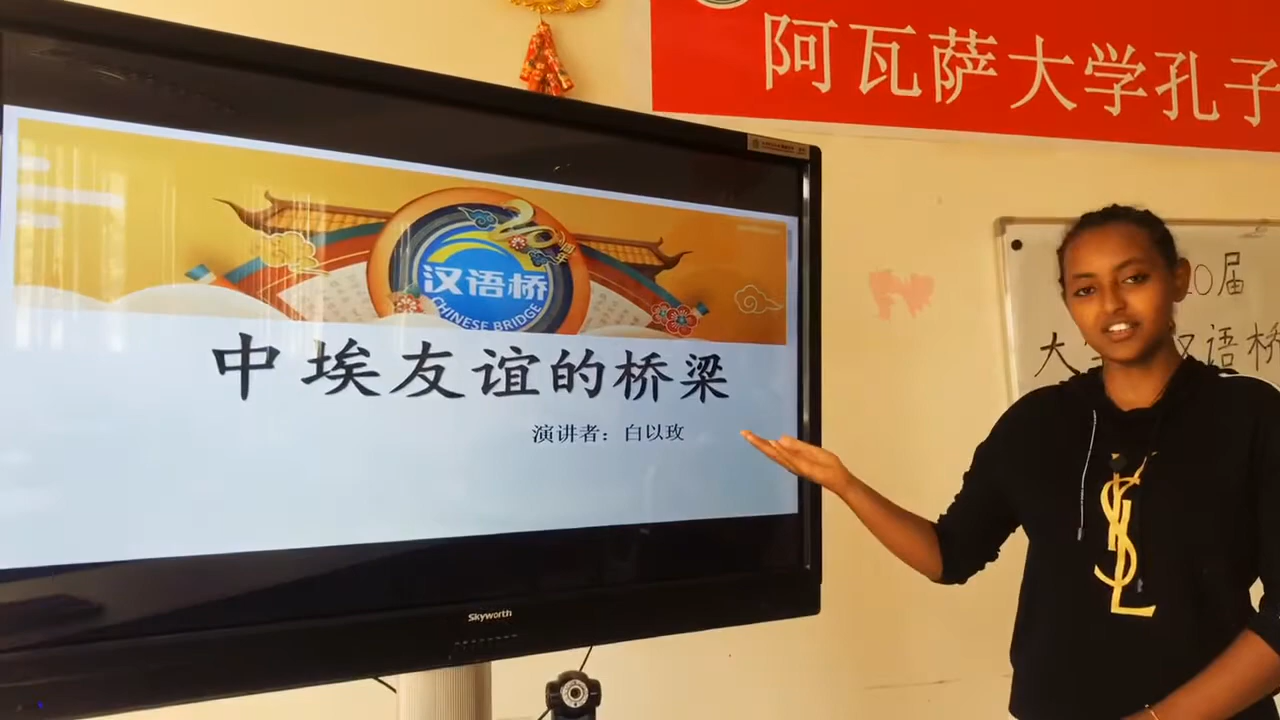 阿瓦萨大学孔子
汉语桥
CHINESE BRIDGE
中埃友谊的桥梁
演讲者：白以玫
20届
大 汉语桥
Skyworth
YSL